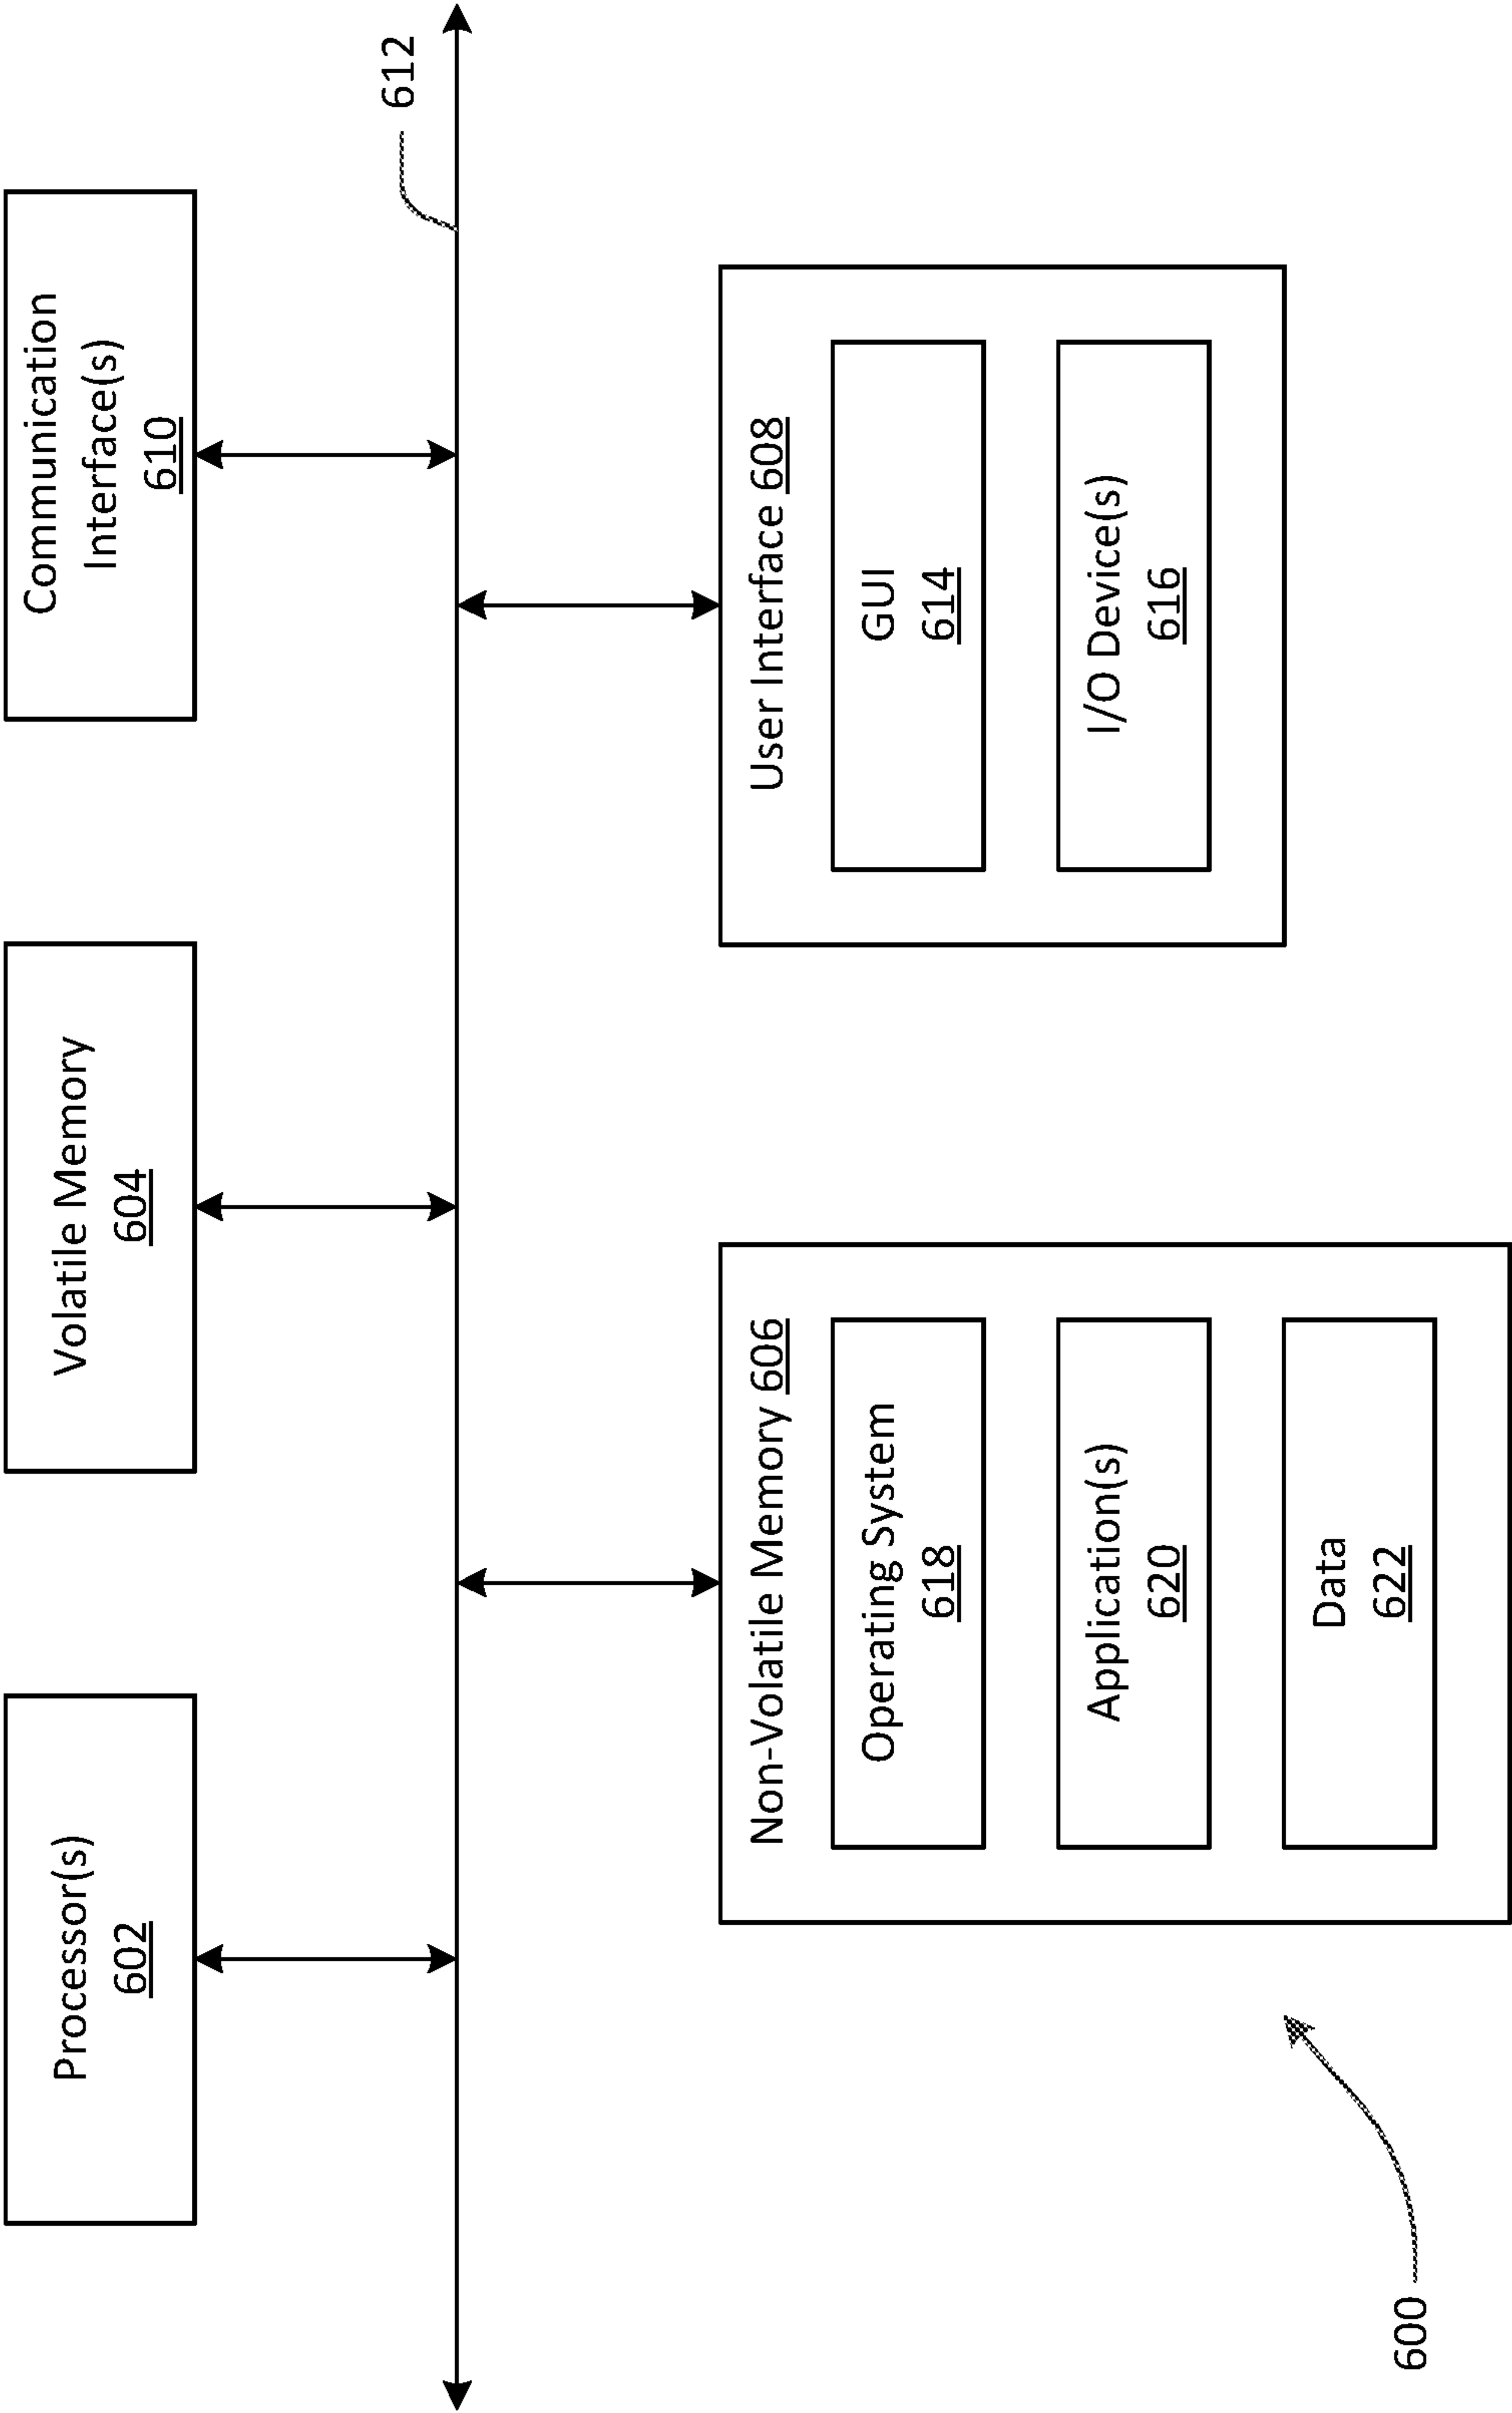 Processor(s)
602
Volatile Memory
604
Communication
Interface(s)
610
612
Non-Volatile Memory 606
Operating System
618
Application(s)
620
Data
622
User Interface 608
GUI
614
I/O Device(s)
616
600